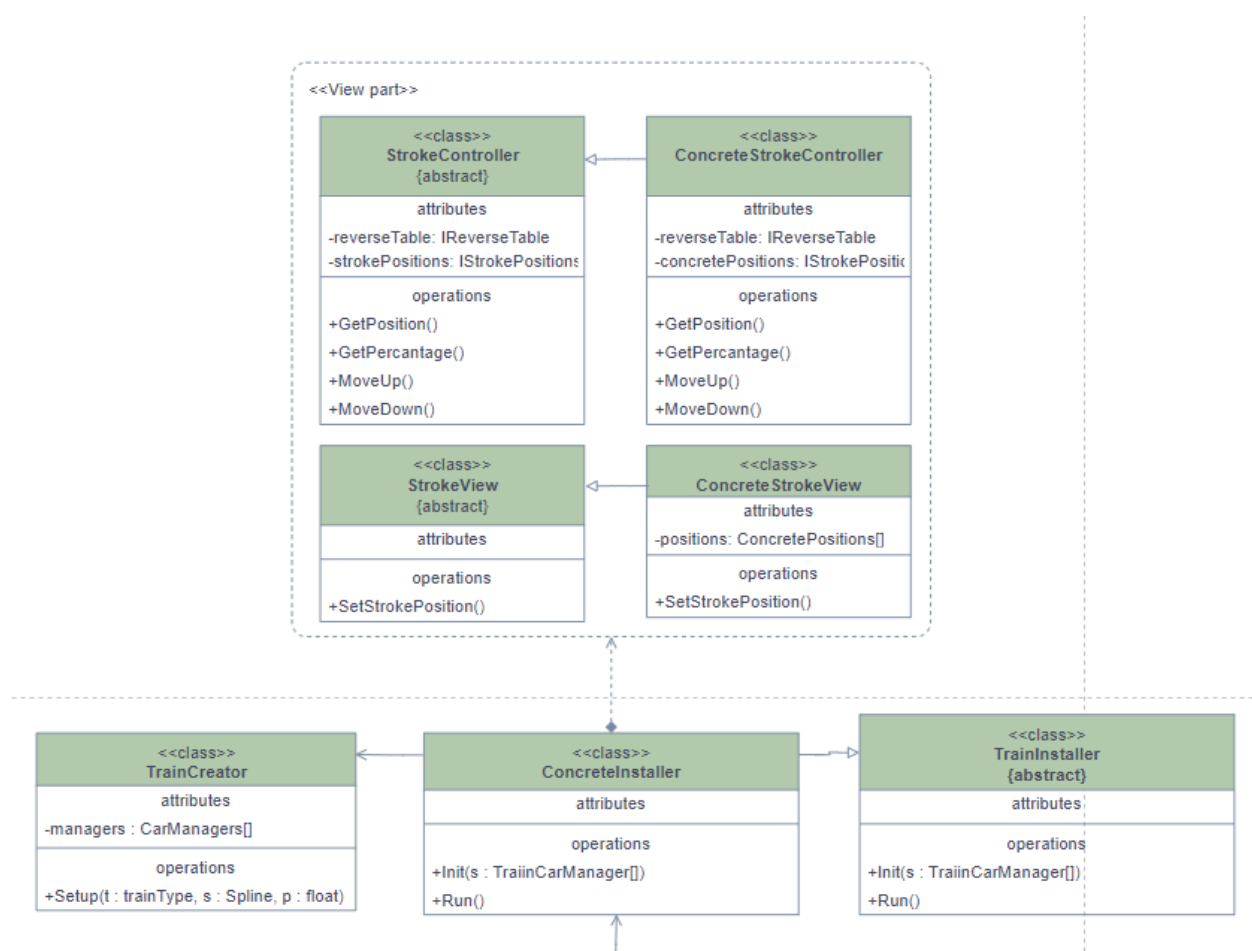 <<View part>>
<<class>>
StrokeController
{abstract}
attributes
-reverseTable: IReverseTable
-strokePositions: IStrokePositions
operations
+GetPosition()
+GetPercantage()
+MoveUp()
+MoveDown()
<<class>>
ConcreteStrokeController
attributes
-reverseTable: IReverseTable
-concretePositions: IStrokePositic
operations
+GetPosition()
+GetPercantage()
+MoveUp()
+MoveDown()
<<class>>
StrokeView
{abstract}
attributes
operations
+SetStrokePosition()
<<class>>
ConcreteStrokeView
attributes
-positions: ConcretePositions[]
operations
+SetStrokePosition()
<<class>>
TrainCreator
attributes
-managers : CarManagers[]
operations
+Setup(t : trainType, s : Spline, p : float)
<<class>>
ConcreteInstaller
attributes
operations
+Init(s : TraiinCarManager[])
+Run()
<<class>>
TrainInstaller
{abstract}
attributes
operations
+Init(s : TraiinCarManager[])
+Run()